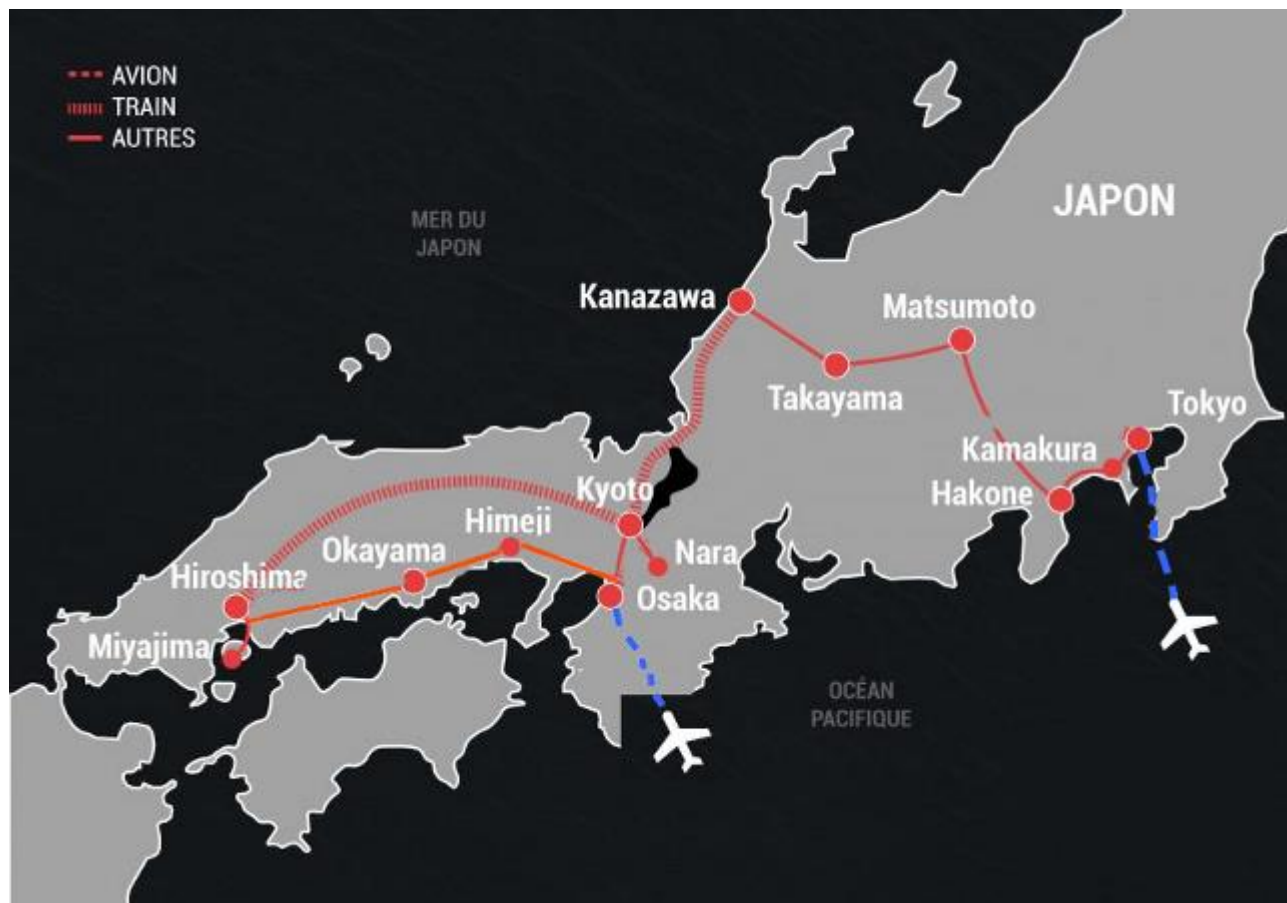 AVION
TRAIN
AUTRES
JAPON
MER DU
JAPON
Kanazawa
Matsumoto
Takayama
Tokyo
Kamakura
Hakone
Kyoto
Himeji
Nara
Okayama
Hiroshima
Osaka
Miyajima
OCÉAN
PACIFIQUE